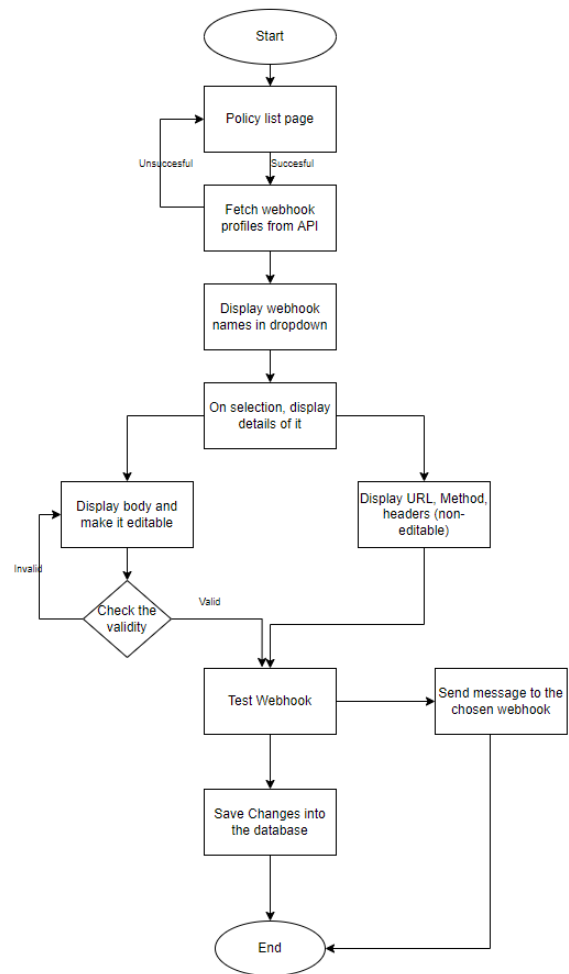 Start
Policy list page
Unsuccesful
Succesful
Fetch webhook
profiles from API
Display webhook
names in dropdown
On selection, display
details of it
Display body and
make it editable
Display URL, Method,
headers (non-
editable)
Invalid
Check the
validity
Valid
Test Webhook
Send message to the
chosen webhook
Save Changes into
the database
End